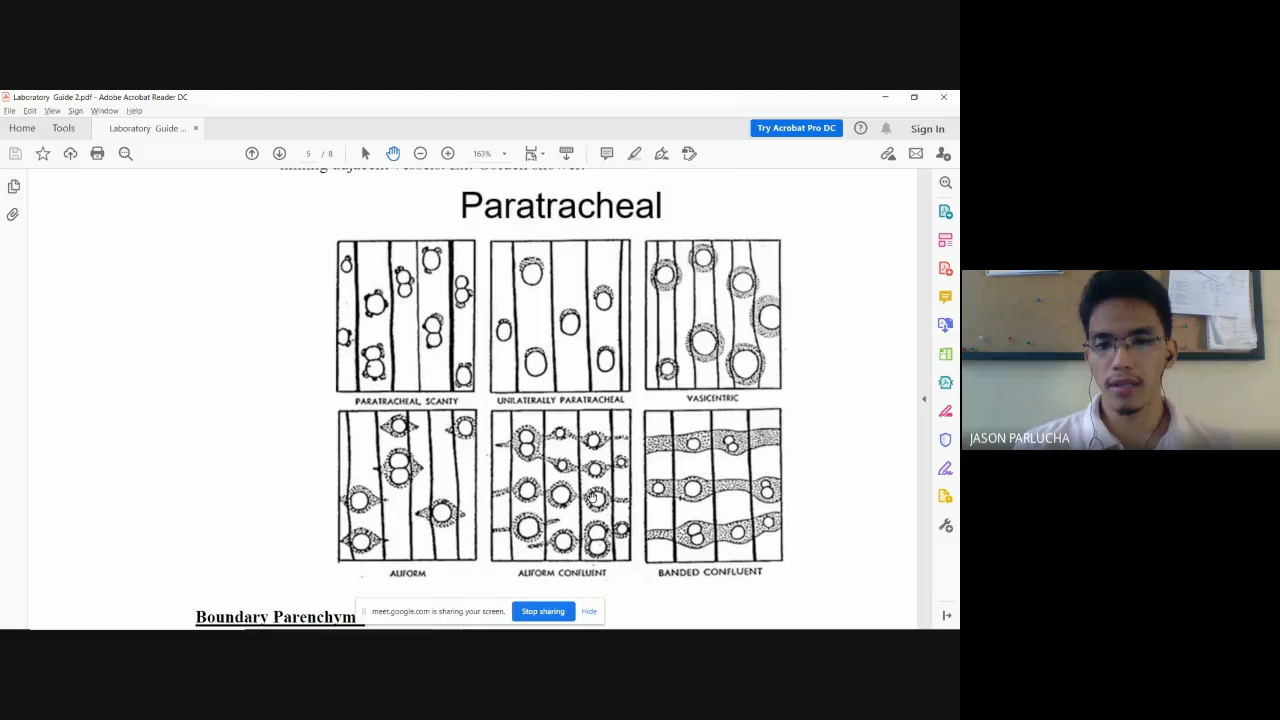 Laboratory Guide 2.pdf - Adobe Acrobat Reader DC
File Edit View Sign Window Help
Home Tools Laboratory Guide ... × Try Acrobat Pro DC Sign In
5 / 8 163%
Paratracheal
PARATRACHEAL, SCANTY UNILATERALLY PARATRACHEAL VASICENTRIC
JASON PARLUCHA
ALIFORM ALIFORM CONFLUENT BANDED CONFLUENT
meet.google.com is sharing your screen. Stop sharing Hide
Boundary Parenchym